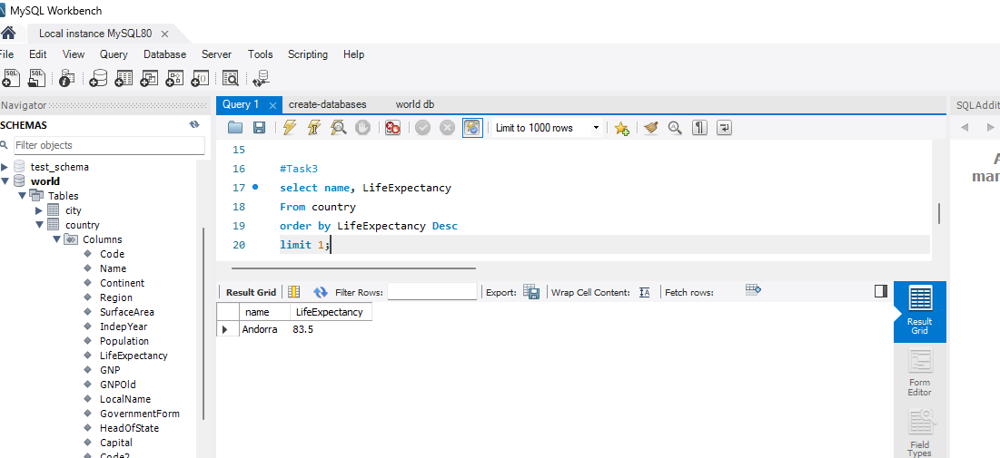 MySQL Workbench
Local instance MySQL80
File Edit View Query Database Server Tools Scripting Help
Navigator
SCHEMAS
Filter objects
test_schema
world
Tables
city
country
Columns
Code
Name
Continent
Region
SurfaceArea
IndepYear
Population
LifeExpectancy
GNP
GNPOld
LocalName
GovernmentForm
HeadOfState
Capital
Code2
Query 1 create-databases world db
Limit to 1000 rows
15
16 #Task3
17 select name, LifeExpectancy
18 From country
19 order by LifeExpectancy Desc
20 limit 1;
Result Grid Filter Rows: Export: Wrap Cell Content: Fetch rows:
name LifeExpectancy
Andorra 83.5
Result
Grid
Form
Editor
Field
Types
SQLAddit
A
mar